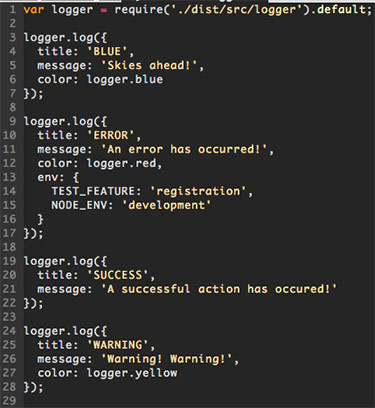 1 var logger = require('./dist/src/logger').default;
2
3 logger.log({
4   title: 'BLUE',
5   message: 'Skies ahead!',
6   color: logger.blue
7 });
8
9 logger.log({
10   title: 'ERROR',
11   message: 'An error has occurred!',
12   color: logger.red,
13   env: {
14     TEST_FEATURE: 'registration',
15     NODE_ENV: 'development'
16   }
17 });
18
19 logger.log({
20   title: 'SUCCESS',
21   message: 'A successful action has occured!'
22 });
23
24 logger.log({
25   title: 'WARNING',
26   message: 'Warning! Warning!',
27   color: logger.yellow
28 });
29